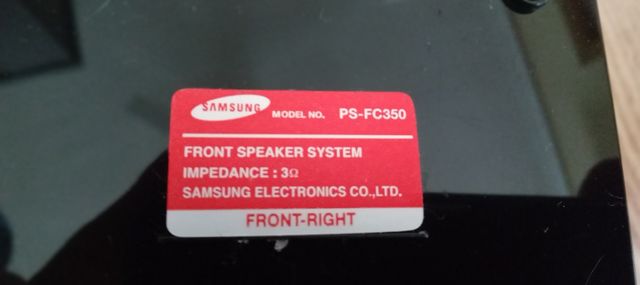 SAMSUNG MODEL NO. PS-FC350
FRONT SPEAKER SYSTEM
IMPEDANCE : 3Ω
SAMSUNG ELECTRONICS CO.,LTD.
FRONT-RIGHT